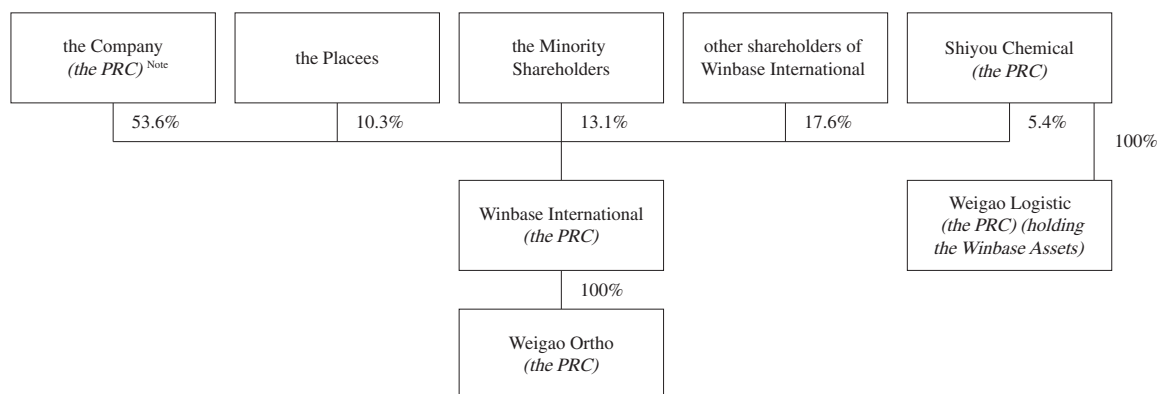 the Company
(the PRC) Note
the Placees
the Minority
Shareholders
other shareholders of
Winbase International
Shiyou Chemical
(the PRC)
53.6%
10.3%
13.1%
17.6%
5.4%
100%
Winbase International
(the PRC)
Weigao Logistic
(the PRC) (holding
the Winbase Assets)
100%
Weigao Ortho
(the PRC)